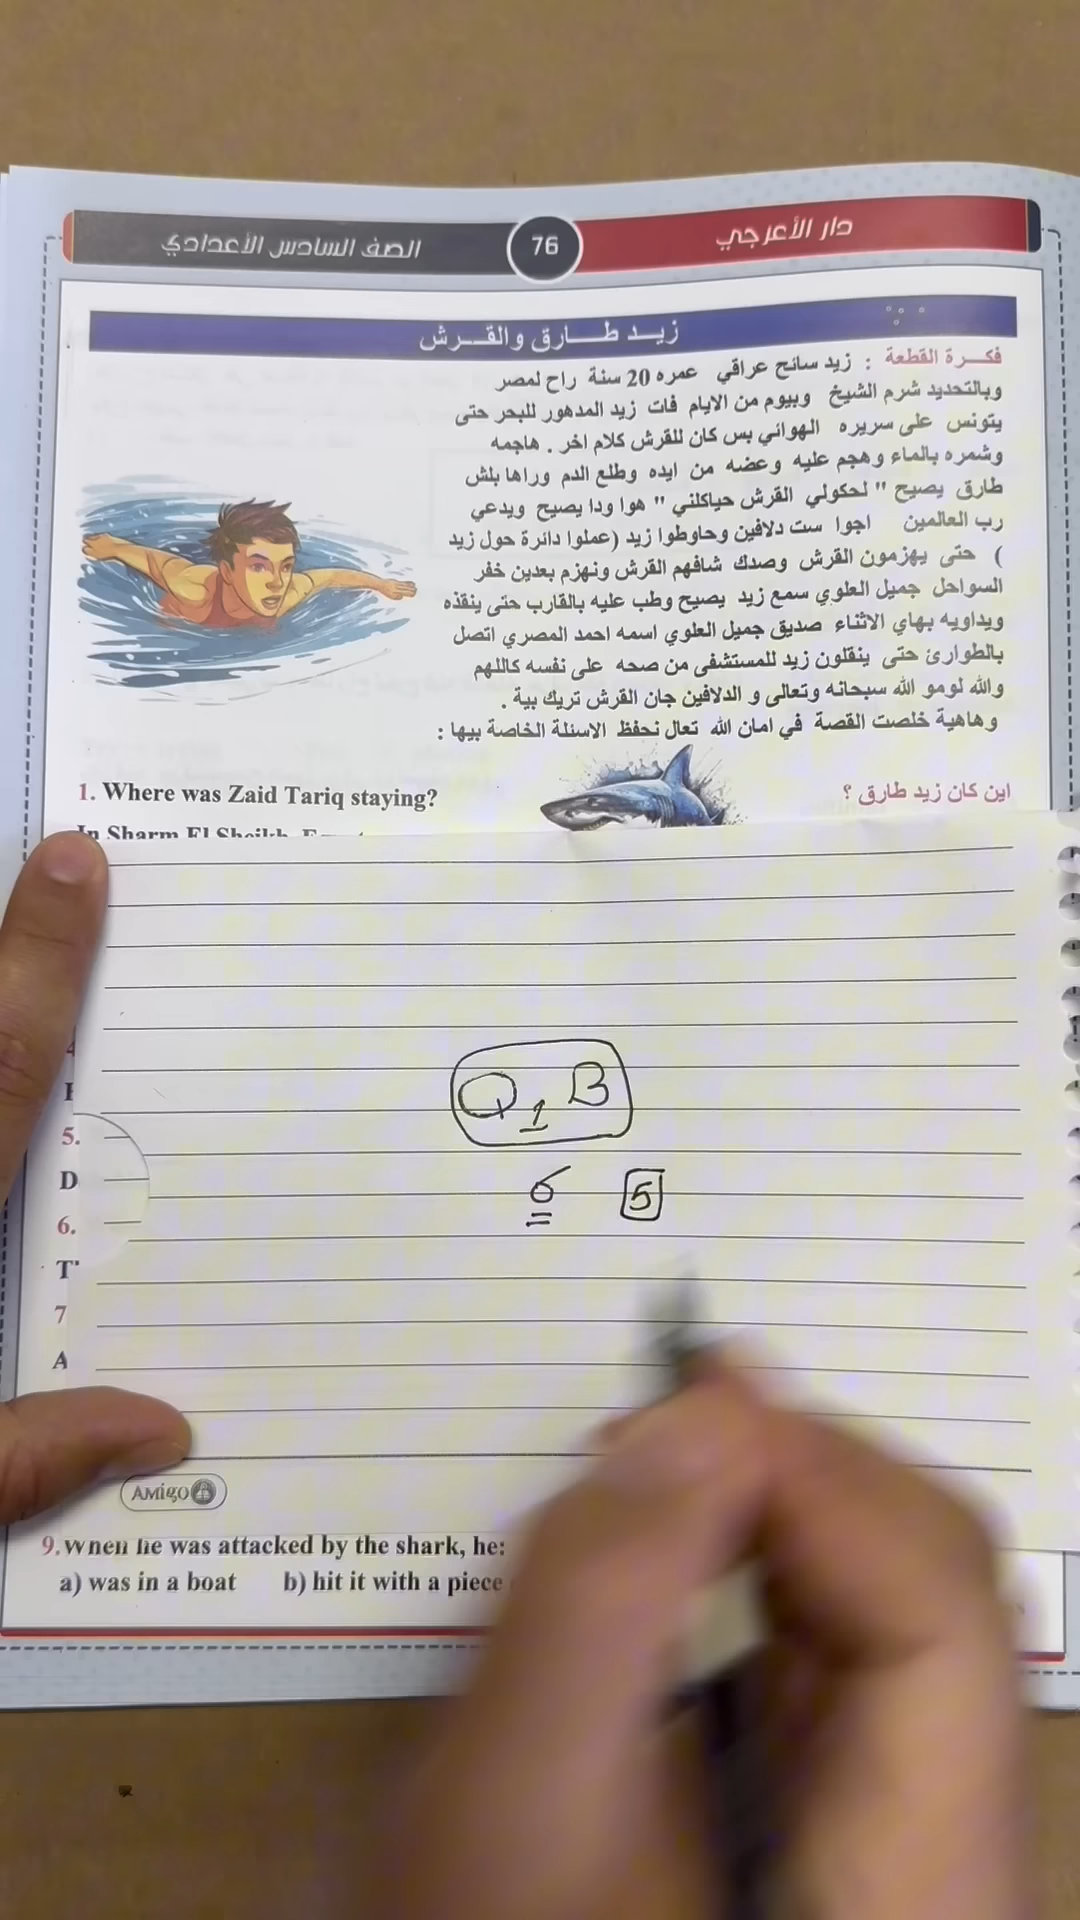 الصف السادس الأعدادي
76
دار الأعرجي
زيـد طـارق والقـرش
فكـرة القطعة : زيد سائح عراقي عمره 20 سنة راح لمصر
وبالتحديد شرم الشيخ وبيوم من الايام فات زيد المدهور للبحر حتى
يتونس على سريره الهوائي بس كان للقرش كلام اخر . هاجمه
وشمره بالماء وهجم عليه وعضه من ايده وطلع الدم وراها بلش
طارق يصيح " لحكولي القرش حياكلني " هوا ودا يصيح ويدعي
رب العالمين اجوا ست دلافين وحاوطوا زيد (عملوا دائرة حول زيد
) حتى يهزمون القرش وصدك شافهم القرش ونهزم بعدين خفر
السواحل جميل العلوي سمع زيد يصيح وطب عليه بالقارب حتى ينقذه
ويداويه بهاي الاثناء صديق جميل العلوي اسمه احمد المصري اتصل
بالطوارئ حتى ينقلون زيد للمستشفى من صحه على نفسه كاللهم
والله لومو الله سبحانه وتعالى و الدلافين جان القرش تريك بية .
وهاهية خلصت القصة في امان الله تعال نحفظ الاسئلة الخاصة بيها :
1. Where was Zaid Tariq staying?
اين كان زيد طارق ؟
In Sharm El Sheikh,
Q1 B
6 5
5.
D
6.
T
7
A
AMigo
9. When he was attacked by the shark, he:
a) was in a boat b) hit it with a piece